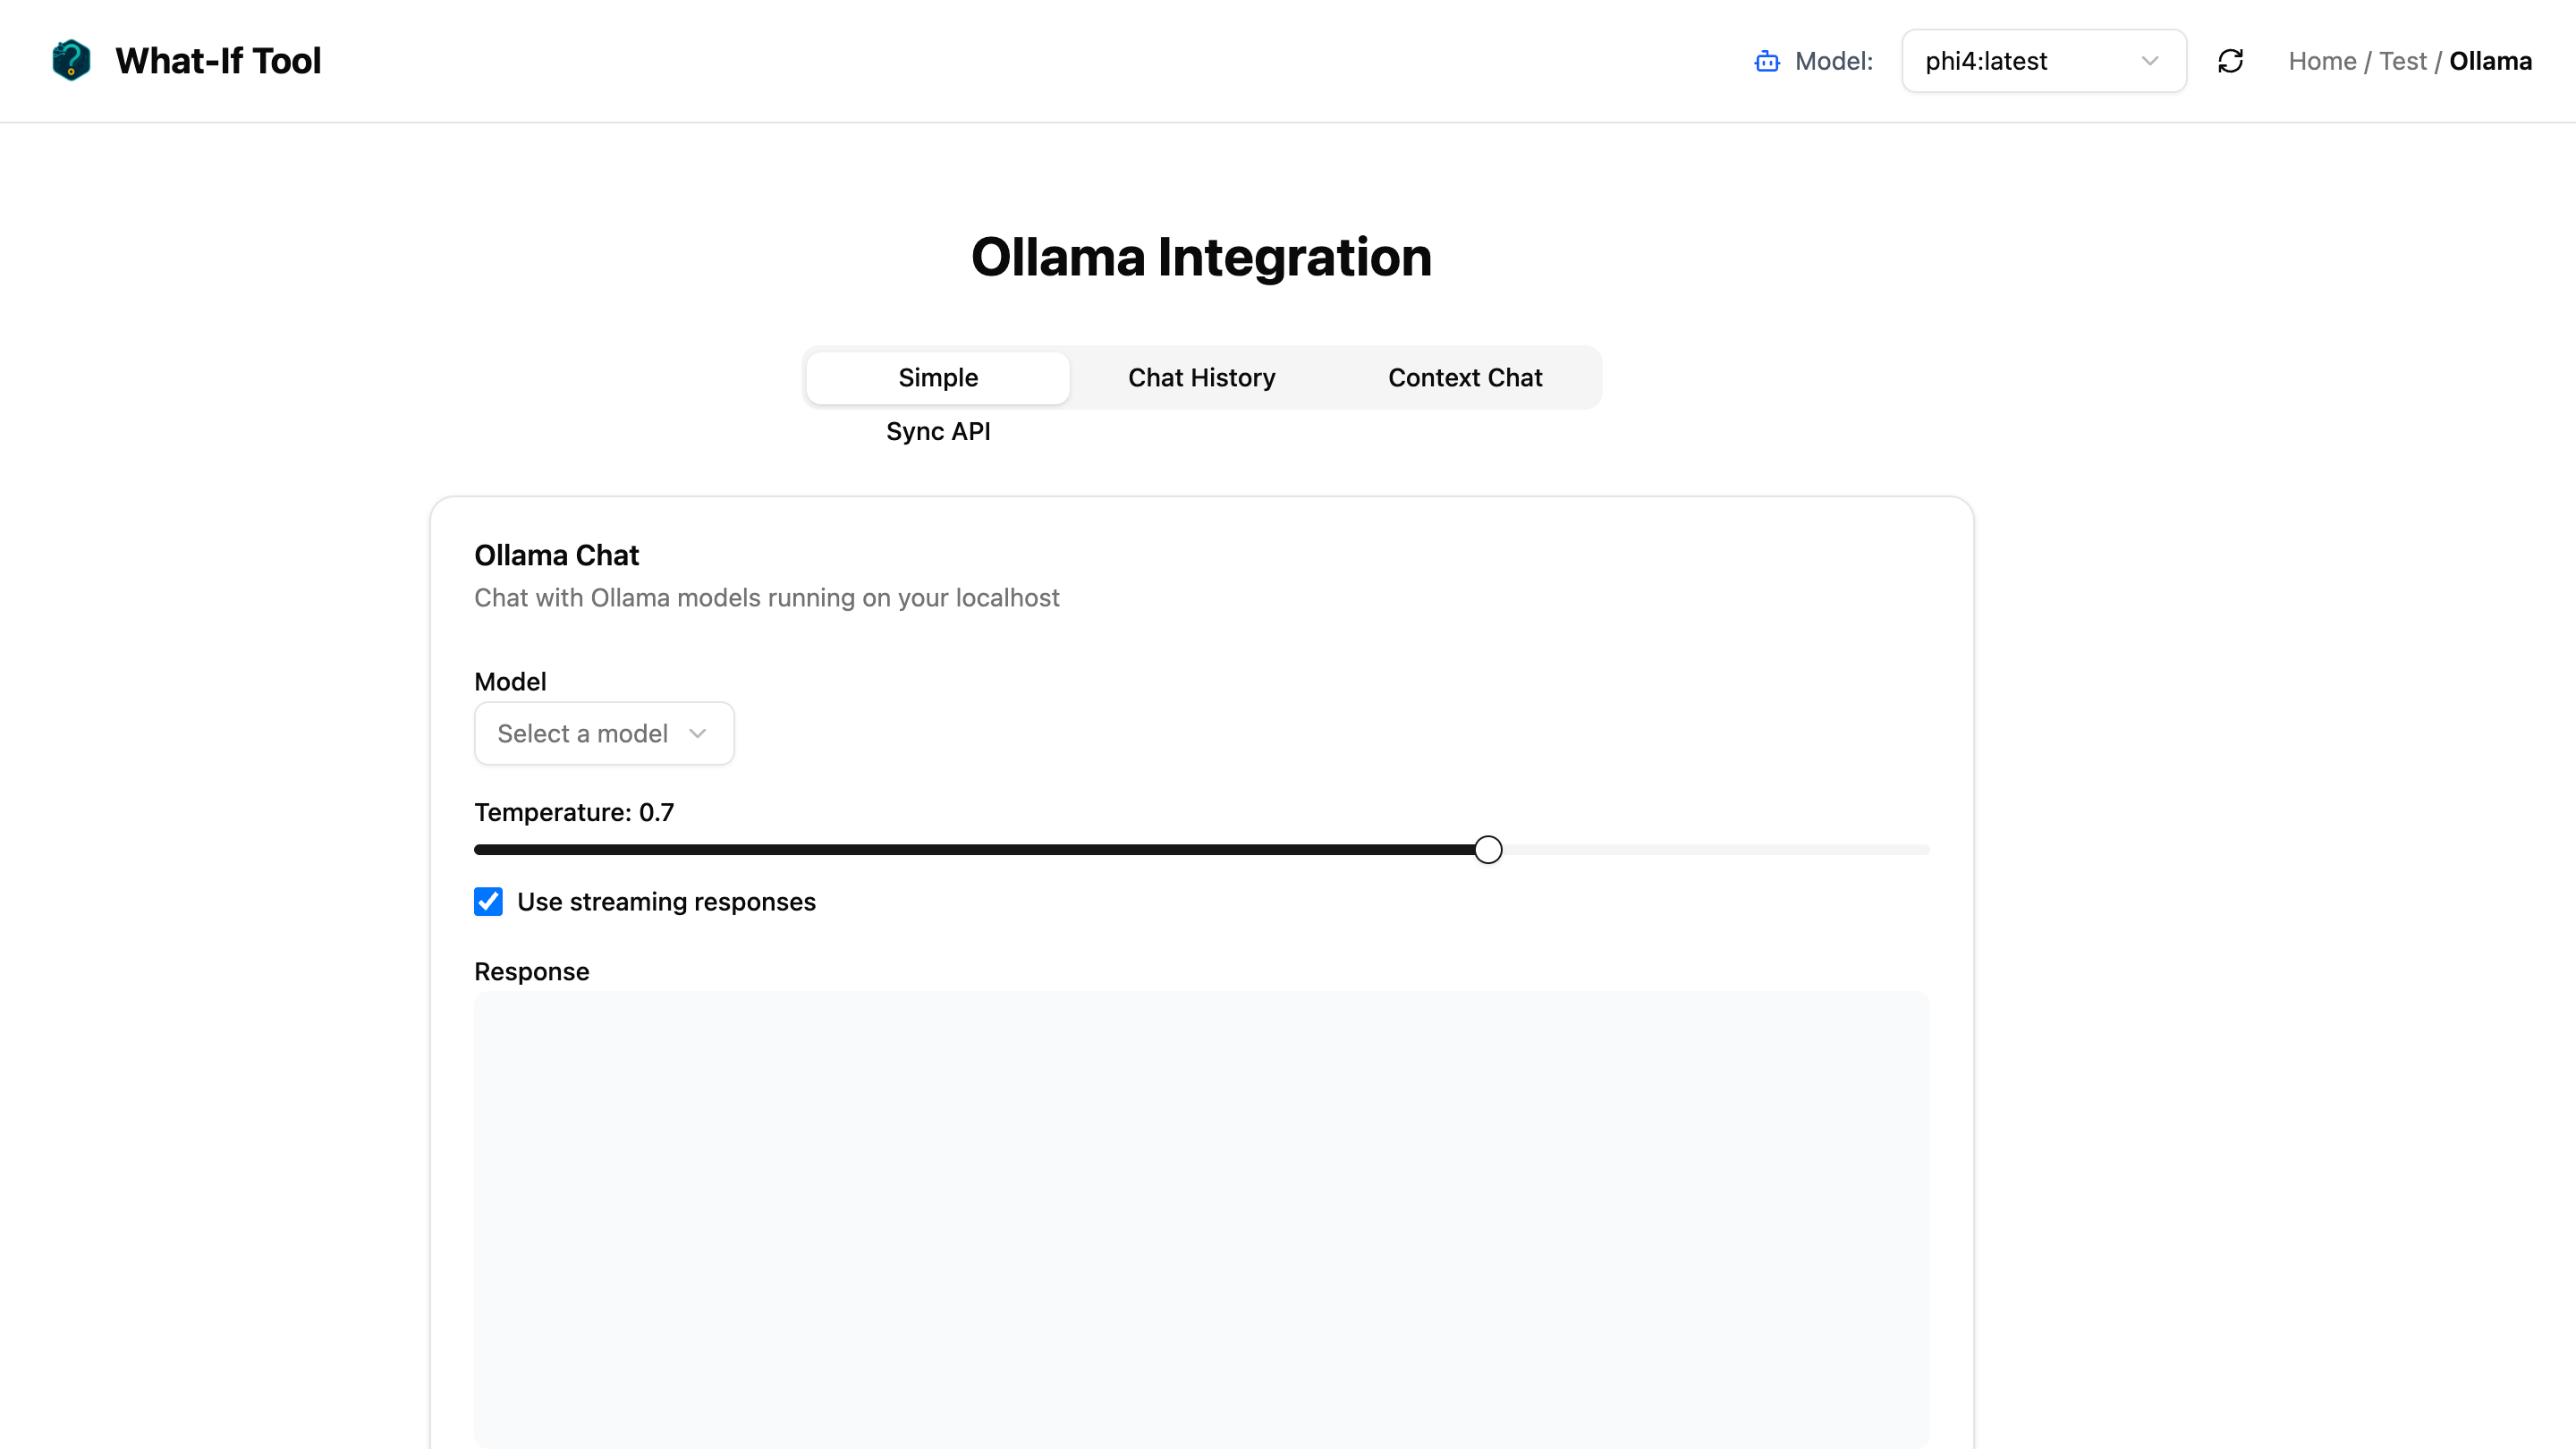 What-If Tool
Model:
phi4:latest
Home / Test / Ollama
Ollama Integration
Simple
Chat History
Context Chat
Sync API
Ollama Chat
Chat with Ollama models running on your localhost
Model
Select a model
Temperature: 0.7
Use streaming responses
Response